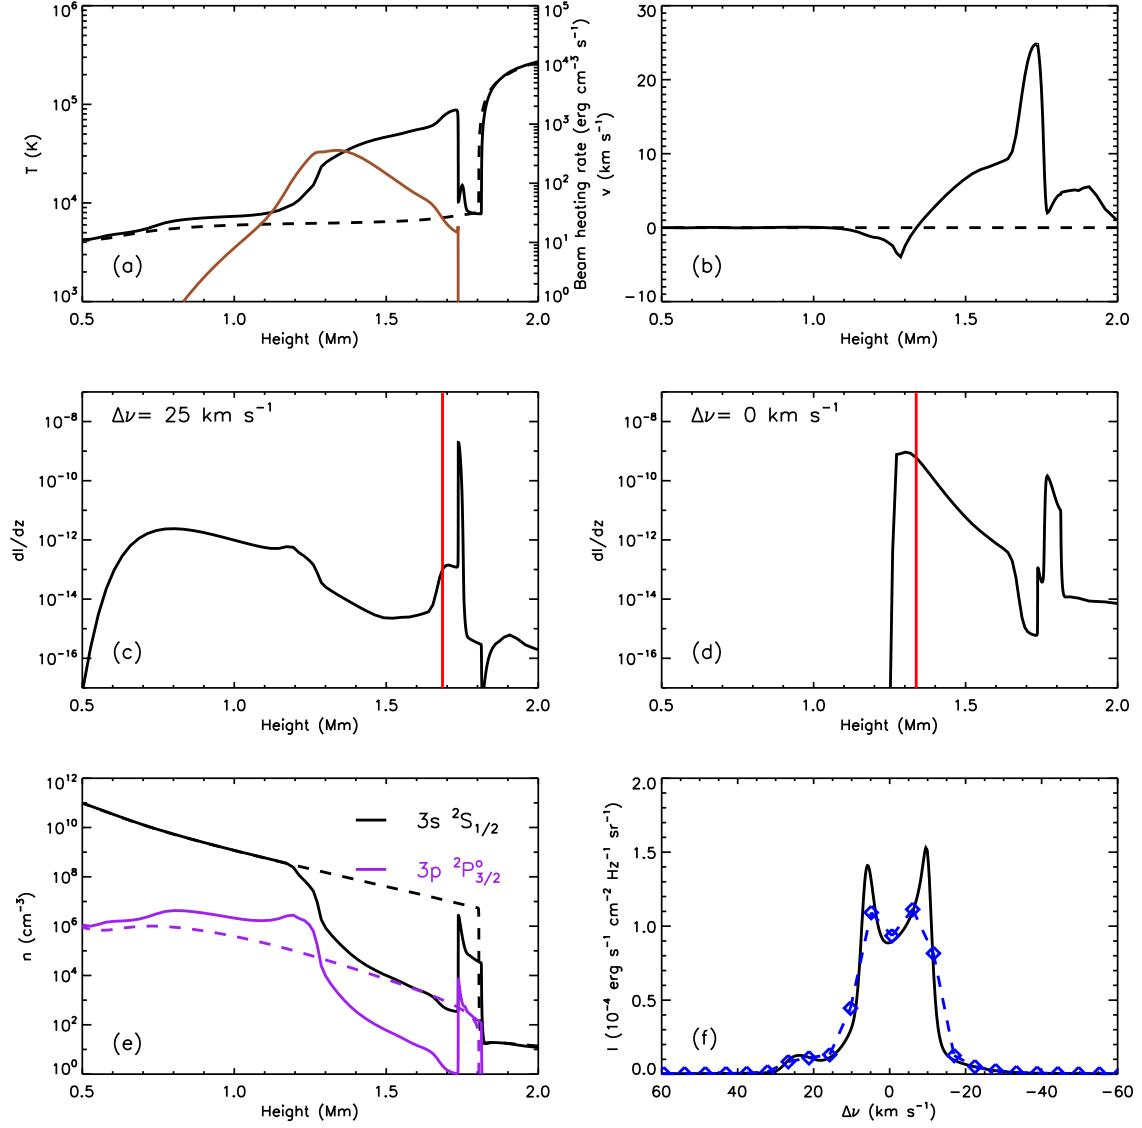 10⁶
10⁵
10⁴
10³
T (K)
10⁵
10⁴
10³
10²
10¹
10⁰
Beam heating rate (erg cm⁻³ s⁻¹)
(a)
0.5 1.0 1.5 2.0
Height (Mm)
30
20
10
0
−10
v (km s⁻¹)
(b)
0.5 1.0 1.5 2.0
Height (Mm)
Δν= 25 km s⁻¹
10⁻⁸
10⁻¹⁰
10⁻¹²
10⁻¹⁴
10⁻¹⁶
dI/dz
(c)
0.5 1.0 1.5 2.0
Height (Mm)
Δν= 0 km s⁻¹
10⁻⁸
10⁻¹⁰
10⁻¹²
10⁻¹⁴
10⁻¹⁶
dI/dz
(d)
0.5 1.0 1.5 2.0
Height (Mm)
10¹²
10¹⁰
10⁸
10⁶
10⁴
10²
10⁰
n (cm⁻³)
3s ²S₁/₂
3p ²Pᵒ₃/₂
(e)
0.5 1.0 1.5 2.0
Height (Mm)
2.0
1.5
1.0
0.5
0.0
I (10⁻⁴ erg s⁻¹ cm⁻² Hz⁻¹ sr⁻¹)
(f)
60 40 20 0 −20 −40 −60
Δν (km s⁻¹)